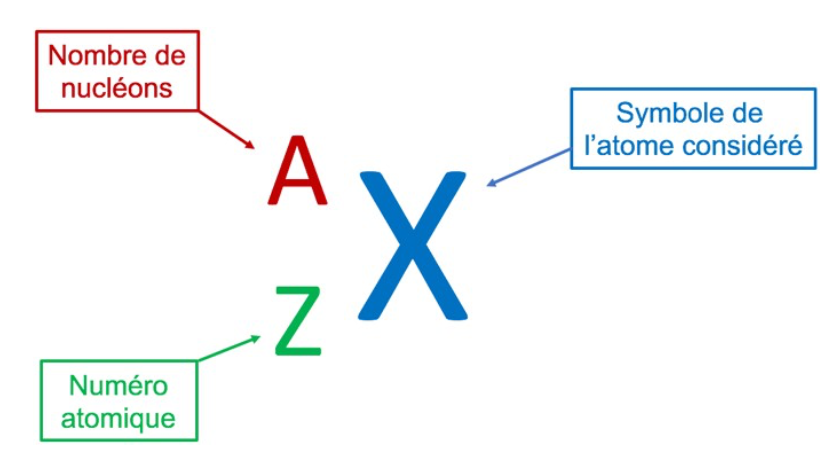 Nombre de
nucléons
Symbole de
l'atome considéré
A
X
Z
Numéro
atomique